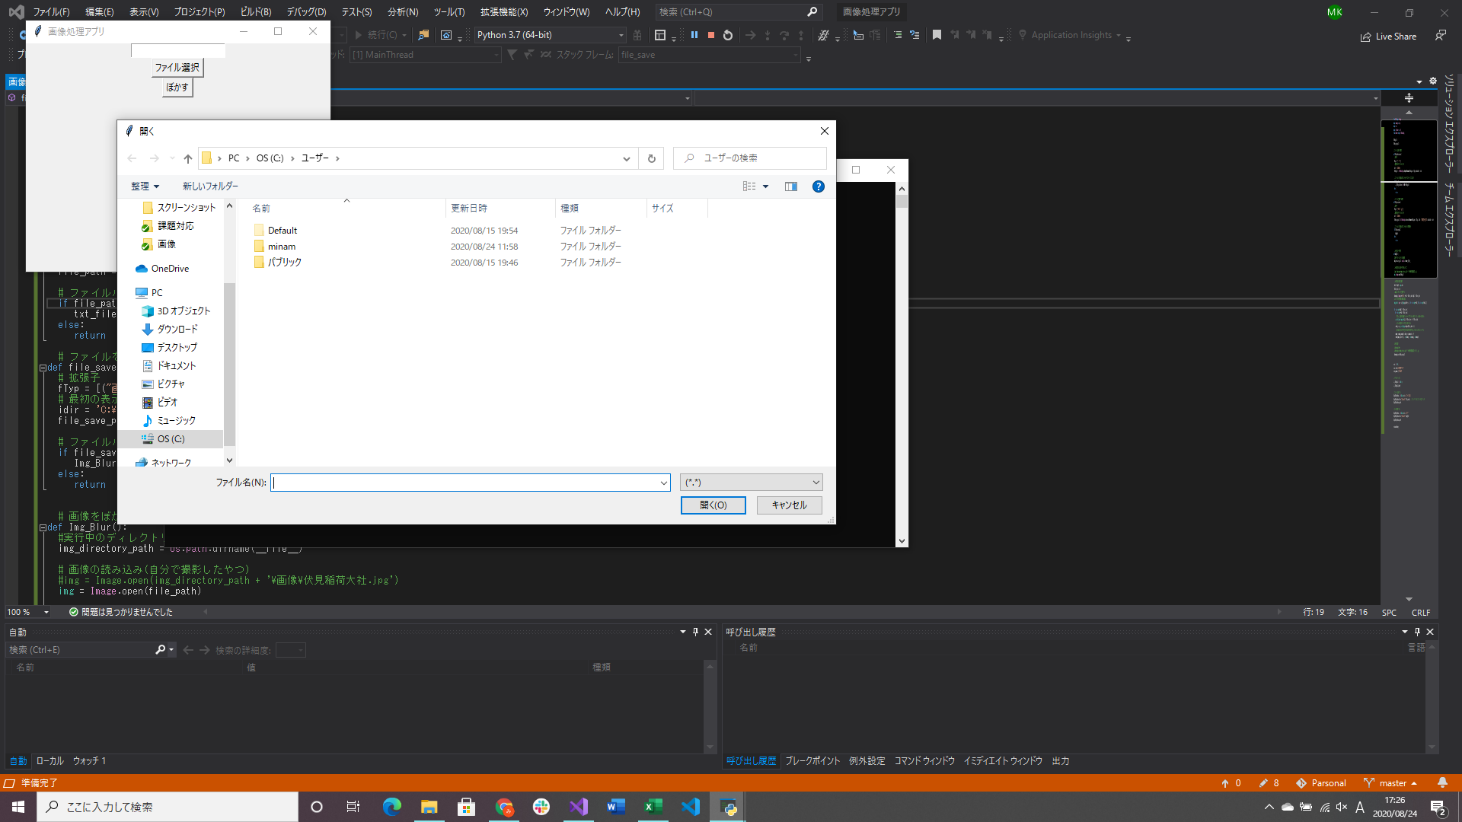 ファイル(F) 編集(E) 表示(V) プロジェクト(P) ビルド(B) デバッグ(D) テスト(S) 分析(N) ツール(T) 拡張機能(X) ウィンドウ(W) ヘルプ(H) 検索 (Ctrl+Q) 画像処理アプリ MK
画像処理アプリ
続行(C) Python 3.7 (64-bit) Application Insights Live Share
[1] MainThread スタック フレーム: file_save
ファイル選択
ぼかす
開く
PC OS (C:) ユーザー ユーザーの検索
整理 新しいフォルダー
名前 更新日時 種類 サイズ
Default 2020/08/15 19:54 ファイル フォルダー
minam 2020/08/24 11:58 ファイル フォルダー
パブリック 2020/08/15 19:46 ファイル フォルダー
スクリーンショット
課題対応
画像
OneDrive
PC
3D オブジェクト
ダウンロード
デスクトップ
ドキュメント
ピクチャ
ビデオ
ミュージック
OS (C:)
ネットワーク
ファイル名(N): (*.*)
開く(O) キャンセル
ソリューション エクスプローラー
チーム エクスプローラー
# ファイルパ
if file_pat
txt_file
else:
return
# ファイルを
def file_save
# 拡張子
fTyp = [("画
# 最初の表示
idir = 'C:¥
file_save_p
# ファイルパ
if file_sav
Img_Blur
else:
return
# 画像をぼか
def Img_Blur():
#実行中のディレクトリ
img_directory_path = os.path.dirname(__file__)
# 画像の読み込み(自分で撮影したやつ)
#img = Image.open(img_directory_path + '¥画像¥伏見稲荷大社.jpg')
img = Image.open(file_path)
100 % 問題は見つかりませんでした 行: 19 文字: 16 SPC CRLF
自動
検索 (Ctrl+E) 検索の詳細度:
名前 値 種類
自動 ローカル ウォッチ 1
呼び出し履歴
名前 言語
呼び出し履歴 ブレークポイント 例外設定 コマンド ウィンドウ イミディエイト ウィンドウ 出力
準備完了 0 8 Parsonal master
ここに入力して検索
A 17:26
2020/08/24 2